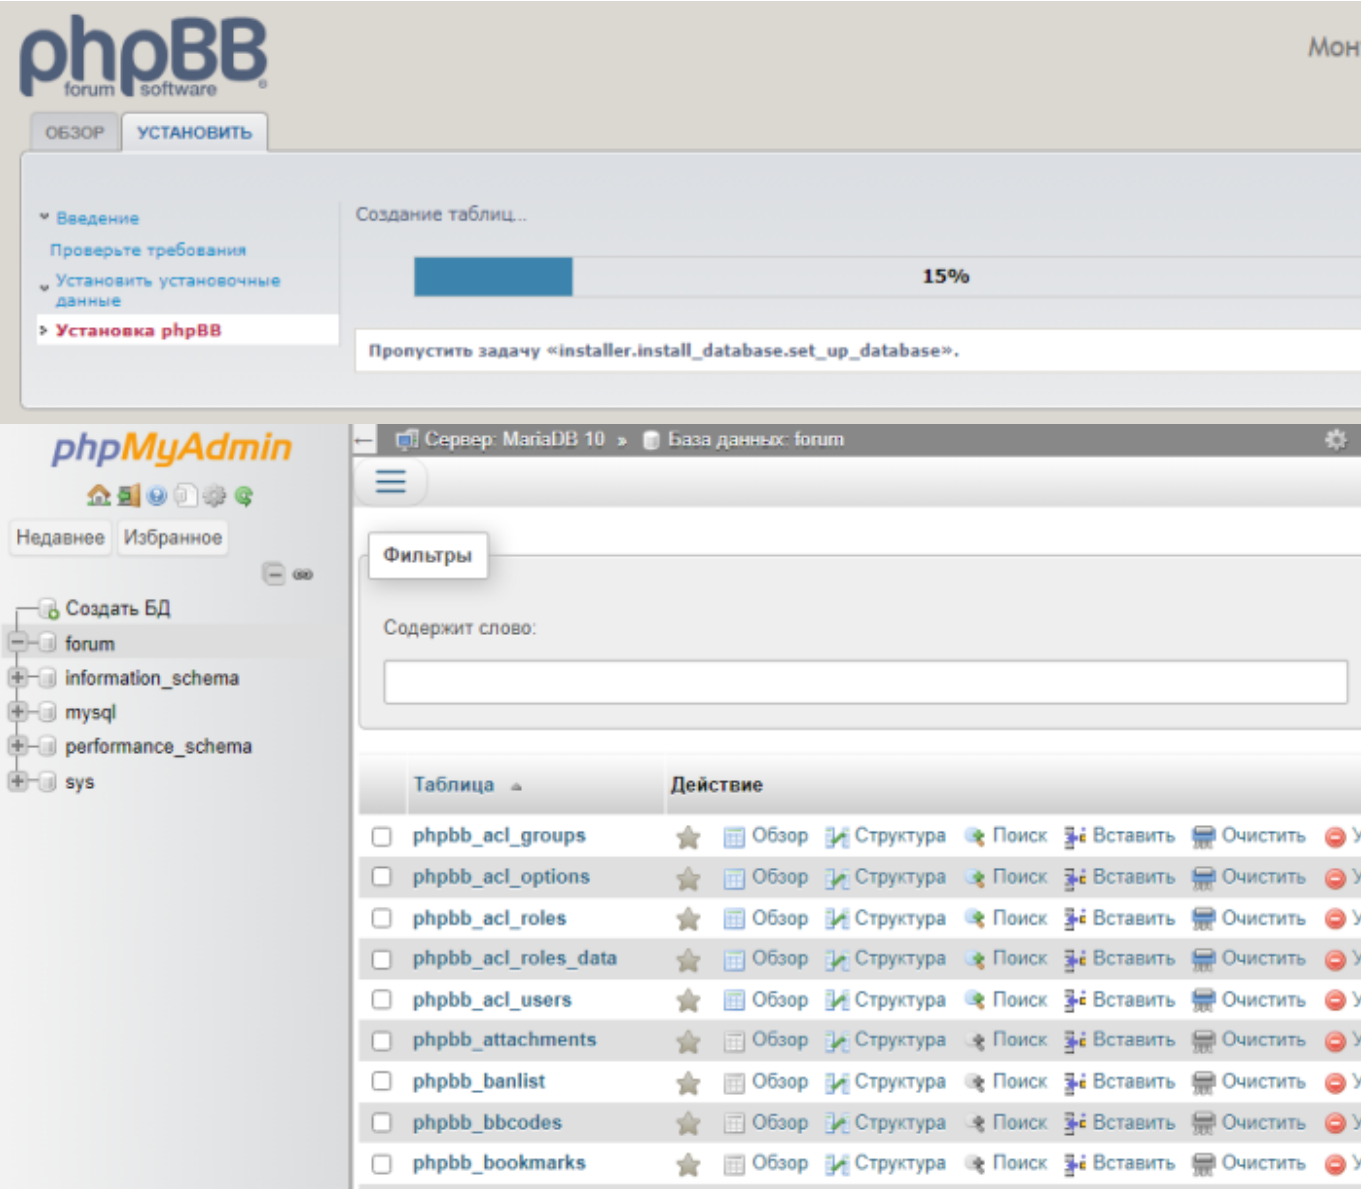 phpBB
forum software
Мон
ОБЗОР УСТАНОВИТЬ
Введение
Проверьте требования
Установить установочные
данные
Установка phpBB
Создание таблиц...
15%
Пропустить задачу «installer.install_database.set_up_database».
phpMyAdmin
Недавнее Избранное
Создать БД
forum
information_schema
mysql
performance_schema
sys
Сервер: MariaDB 10 » База данных: forum
Фильтры
Содержит слово:
Таблица Действие
phpbb_acl_groups Обзор Структура Поиск Вставить Очистить У
phpbb_acl_options Обзор Структура Поиск Вставить Очистить У
phpbb_acl_roles Обзор Структура Поиск Вставить Очистить У
phpbb_acl_roles_data Обзор Структура Поиск Вставить Очистить У
phpbb_acl_users Обзор Структура Поиск Вставить Очистить У
phpbb_attachments Обзор Структура Поиск Вставить Очистить У
phpbb_banlist Обзор Структура Поиск Вставить Очистить У
phpbb_bbcodes Обзор Структура Поиск Вставить Очистить У
phpbb_bookmarks Обзор Структура Поиск Вставить Очистить У